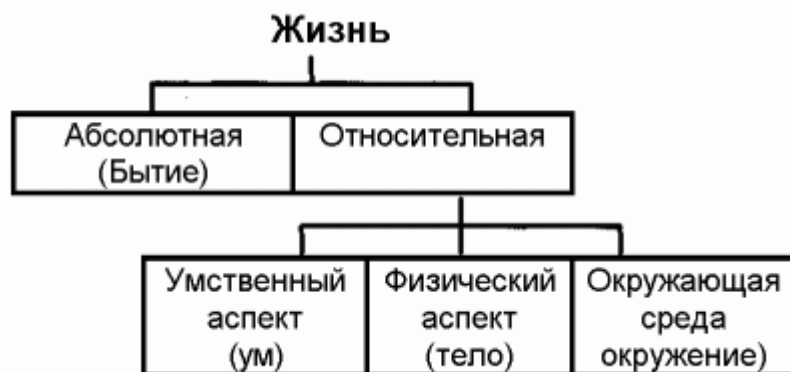 Жизнь
Абсолютная
(Бытие)
Относительная
Умственный
аспект
(ум)
Физический
аспект
(тело)
Окружающая
среда
окружение)